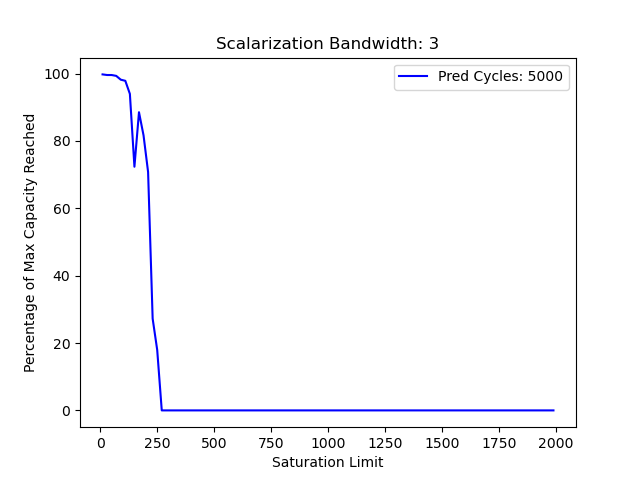 Scalarization Bandwidth: 3
Pred Cycles: 5000
Percentage of Max Capacity Reached
100
80
60
40
20
0
0 250 500 750 1000 1250 1500 1750 2000
Saturation Limit